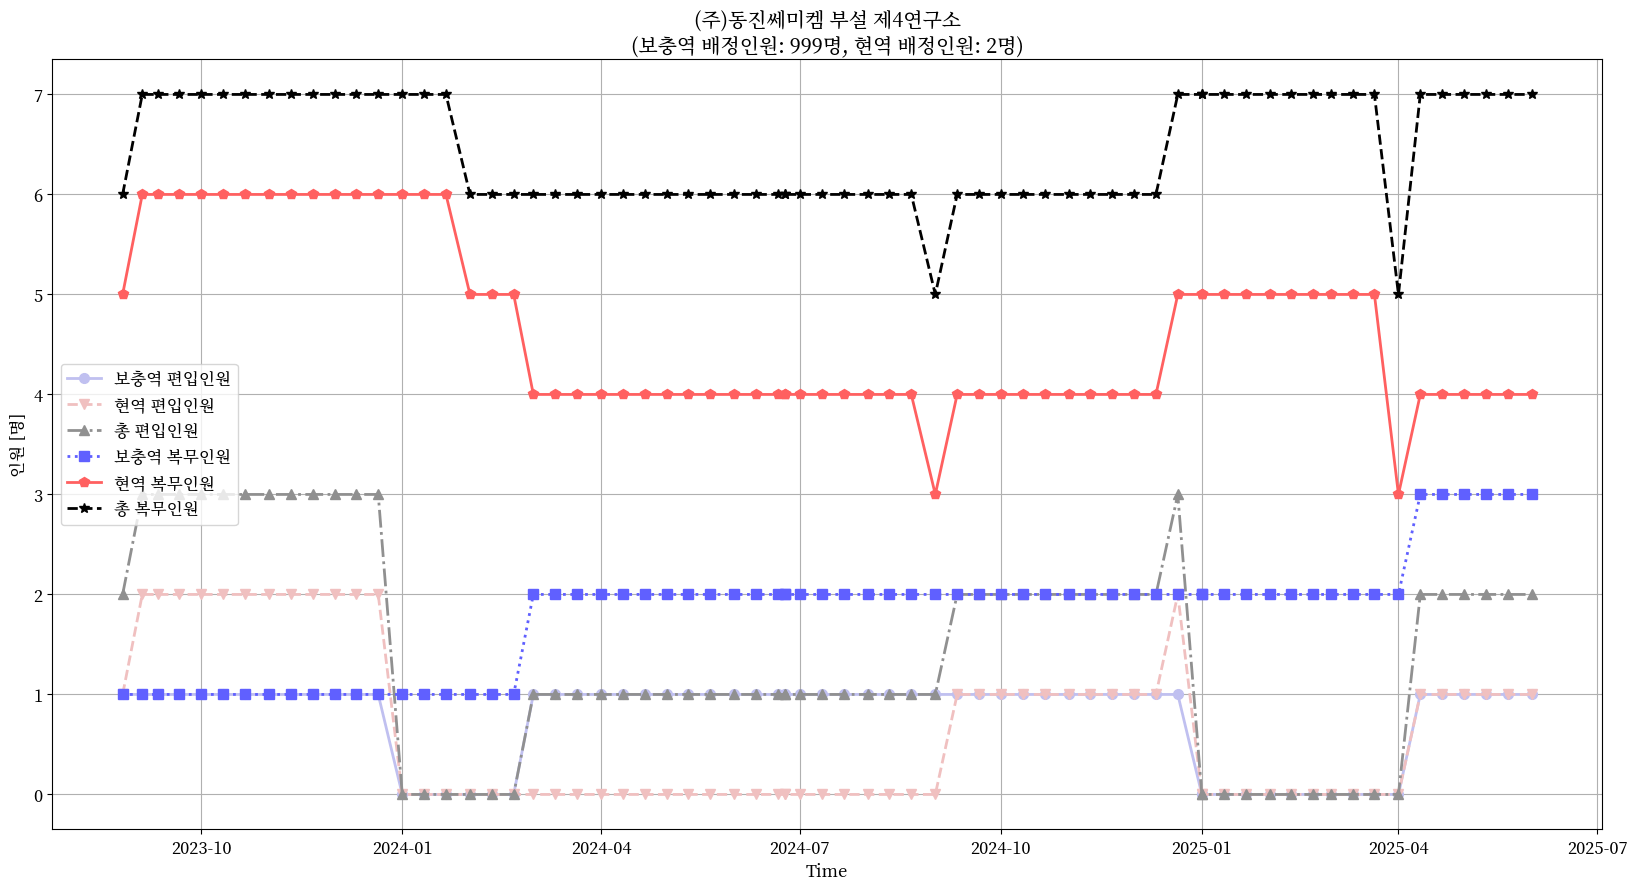 (주)동진쎄미켐 부설 제4연구소
(보충역 배정인원: 999명, 현역 배정인원: 2명)
인원 [명]
7
6
5
4
3
2
1
0
보충역 편입인원
현역 편입인원
총 편입인원
보충역 복무인원
현역 복무인원
총 복무인원
2023-10 2024-01 2024-04 2024-07 2024-10 2025-01 2025-04 2025-07
Time